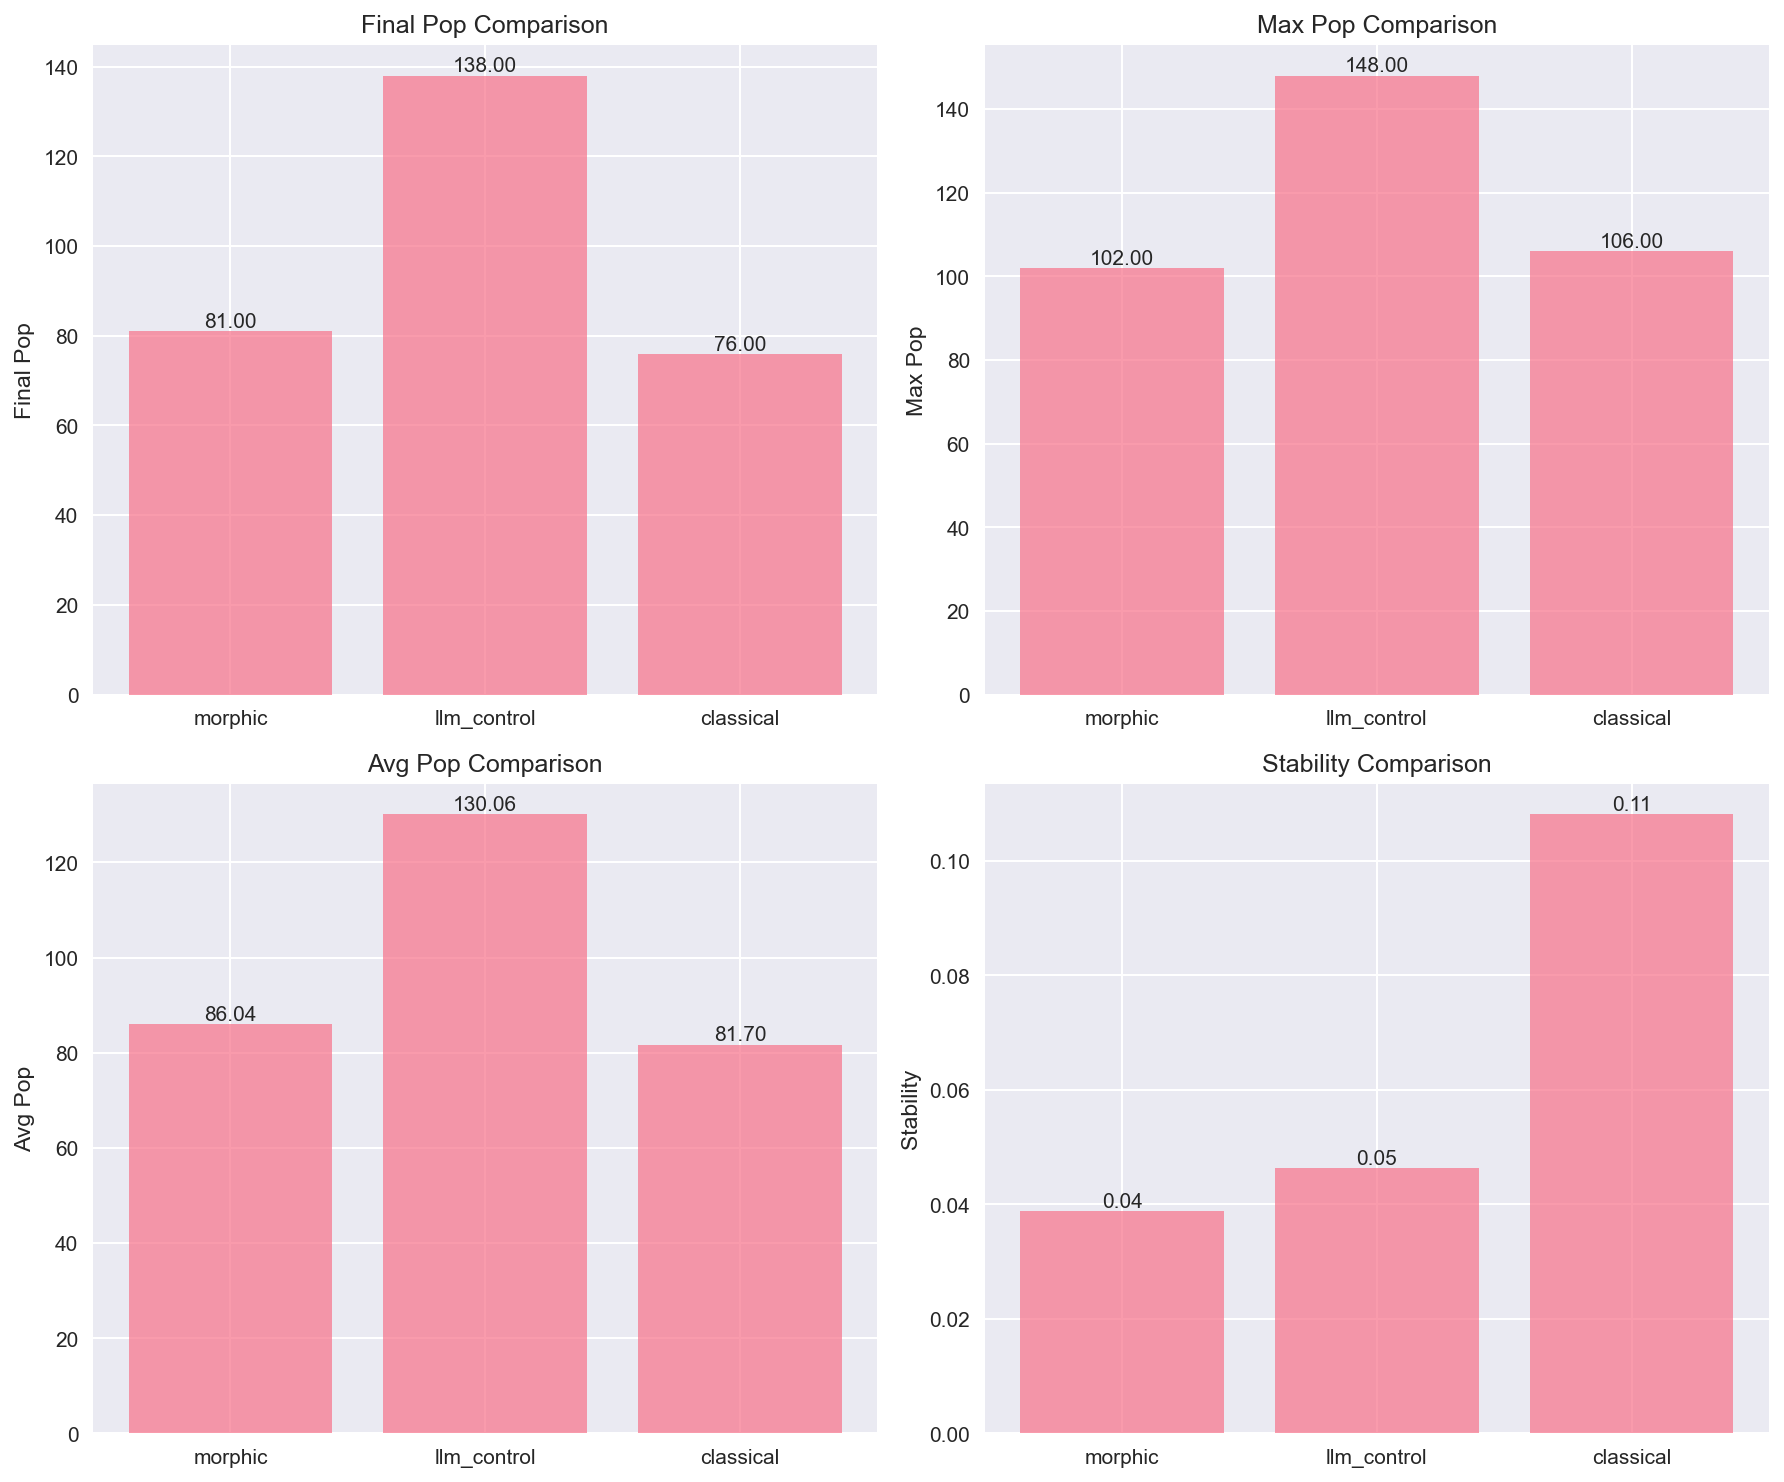 Final Pop Comparison
Final Pop
140
120
100
80
60
40
20
0
81.00
138.00
76.00
morphic
llm_control
classical
Max Pop Comparison
Max Pop
140
120
100
80
60
40
20
0
102.00
148.00
106.00
morphic
llm_control
classical
Avg Pop Comparison
Avg Pop
120
100
80
60
40
20
0
86.04
130.06
81.70
morphic
llm_control
classical
Stability Comparison
Stability
0.10
0.08
0.06
0.04
0.02
0.00
0.04
0.05
0.11
morphic
llm_control
classical